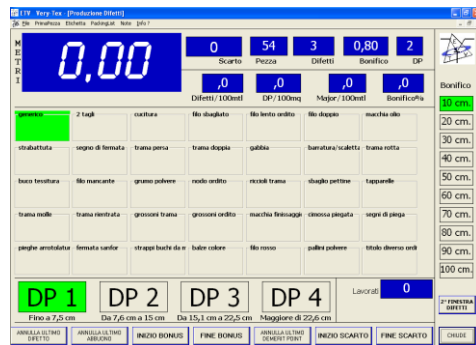 ETV Very Tex - [Produzione Difetti]
File PresaPezza Etichetta PackingList Note Info ?
METRI
0,00
0 54 3 0,80 2
Scarto Pezza Difetti Bonifico DP
,0 ,0 ,0 ,0
Difetti/100mtl DP/100mq Major/100mtl Bonifico%
Bonifico
10 cm.
20 cm.
30 cm.
40 cm.
50 cm.
60 cm.
70 cm.
80 cm.
90 cm.
100 cm.
generico 2 tagli cucitura filo sbagliato filo lento ordito filo doppio macchia olio
strabattuta segno di fermata trama persa trama doppia gabbia barratura/scaletta trama rotta
buco tessitura filo mancante grumo polvere nodo ordito riccioli trama sbaglio pettine tapparelle
trama molle trama rientrata grossoni trama grossoni ordito macchia finissaggi cimossa piegata segni di piega
pieghe arrotolatur fermata sanfor strappi buchi da m balze colore filo rosso pallini polvere titolo diverso ordi
DP 1 DP 2 DP 3 DP 4
Fino a 7,5 cm Da 7,6 cm a 15 cm Da 15,1 cm a 22,5 cm Maggiore di 22,6 cm
Lavorati 0
2° FINESTRA DIFETTI
ANNULLA ULTIMO DIFETTO ANNULLA ULTIMO ABBUONO INIZIO BONUS FINE BONUS ANNULLA ULTIMO DEMERIT POINT INIZIO SCARTO FINE SCARTO CHIUDE